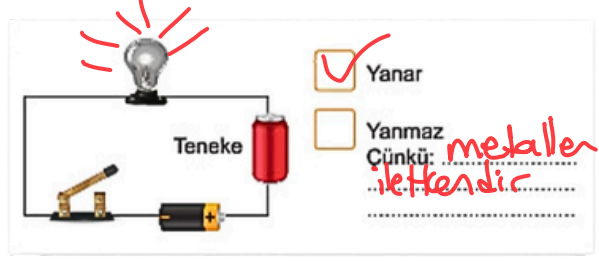 Yanar
Teneke
Yanmaz
Çünkü: metaller
iletkendir